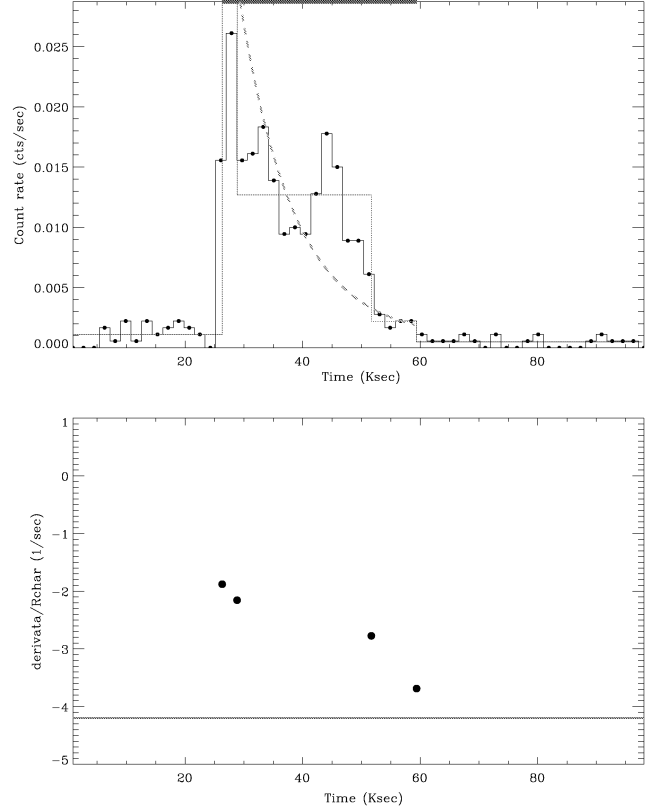 0.025
0.020
0.015
0.010
0.005
0.000
Count rate (cts/sec)
20 40 60 80
Time (Ksec)
1
0
−1
−2
−3
−4
−5
derivata/Rchar (1/sec)
20 40 60 80
Time (Ksec)